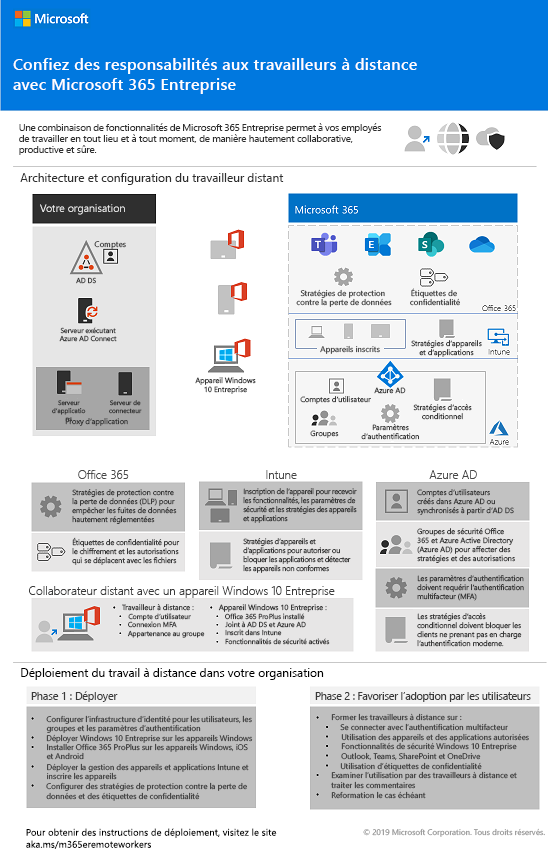 Microsoft
Confiez des responsabilités aux travailleurs à distance
avec Microsoft 365 Entreprise
Une combinaison de fonctionnalités de Microsoft 365 Entreprise permet à vos employés
de travailler en tout lieu et à tout moment, de manière hautement collaborative,
productive et sûre.
Architecture et configuration du travailleur distant
Votre organisation
Comptes
AD DS
Serveur exécutant
Azure AD Connect
Serveur
d'applicatio
n
Serveur de
connecteur
Proxy d'application
Appareil Windows
10 Entreprise
Microsoft 365
Stratégies de protection
contre la perte de données
Étiquettes de
confidentialité
Office 365
Appareils inscrits
Stratégies d'appareils
et d'applications
Intune
Azure AD
Comptes d'utilisateur
Groupes
Paramètres
d'authentification
Stratégies d'accès
conditionnel
Azure
Office 365
Stratégies de protection contre
la perte de données (DLP) pour
empêcher les fuites de données
hautement réglementées
Étiquettes de confidentialité pour
le chiffrement et les autorisations
qui se déplacent avec les fichiers
Intune
Inscription de l'appareil pour recevoir
les fonctionnalités, les paramètres de
sécurité et les stratégies des appareils
et applications
Stratégies d'appareils et
d'applications pour autoriser ou
bloquer les applications et détecter
les appareils non conformes
Azure AD
Comptes d'utilisateurs
créés dans Azure AD ou
synchronisés à partir d'AD DS
Groupes de sécurité Office
365 et Azure Active Directory
(Azure AD) pour affecter des
stratégies et des autorisations
Les paramètres d'authentification
doivent requérir l'authentification
multifacteur (MFA)
Les stratégies d'accès
conditionnel doivent bloquer les
clients ne prenant pas en charge
l'authentification moderne.
Collaborateur distant avec un appareil Windows 10 Entreprise
• Travailleur à distance :
• Compte d'utilisateur
• Connexion MFA
• Appartenance au groupe
• Appareil Windows 10 Entreprise :
• Office 365 ProPlus installé
• Joint à AD DS et Azure AD
• Inscrit dans Intune
• Fonctionnalités de sécurité activés
Déploiement du travail à distance dans votre organisation
Phase 1 : Déployer
• Configurer l'infrastructure d'identité pour les utilisateurs, les
groupes et les paramètres d'authentification
• Déployer Windows 10 Entreprise sur les appareils Windows
• Installer Office 365 ProPlus sur les appareils Windows, iOS
et Android
• Déployer la gestion des appareils et applications Intune et
inscrire les appareils
• Configurer des stratégies de protection contre la perte de
données et des étiquettes de confidentialité
Phase 2 : Favoriser l'adoption par les utilisateurs
• Former les travailleurs à distance sur :
• Se connecter avec l'authentification multifacteur
• Utilisation des appareils et des applications autorisées
• Fonctionnalités de sécurité Windows 10 Entreprise
• Outlook, Teams, SharePoint et OneDrive
• Utilisation d'étiquettes de confidentialité
• Examiner l'utilisation par des travailleurs à distance et
traiter les commentaires
• Reformation le cas échéant
Pour obtenir des instructions de déploiement, visitez le site
aka.ms/m365eremoteworkers
© 2019 Microsoft Corporation. Tous droits réservés.